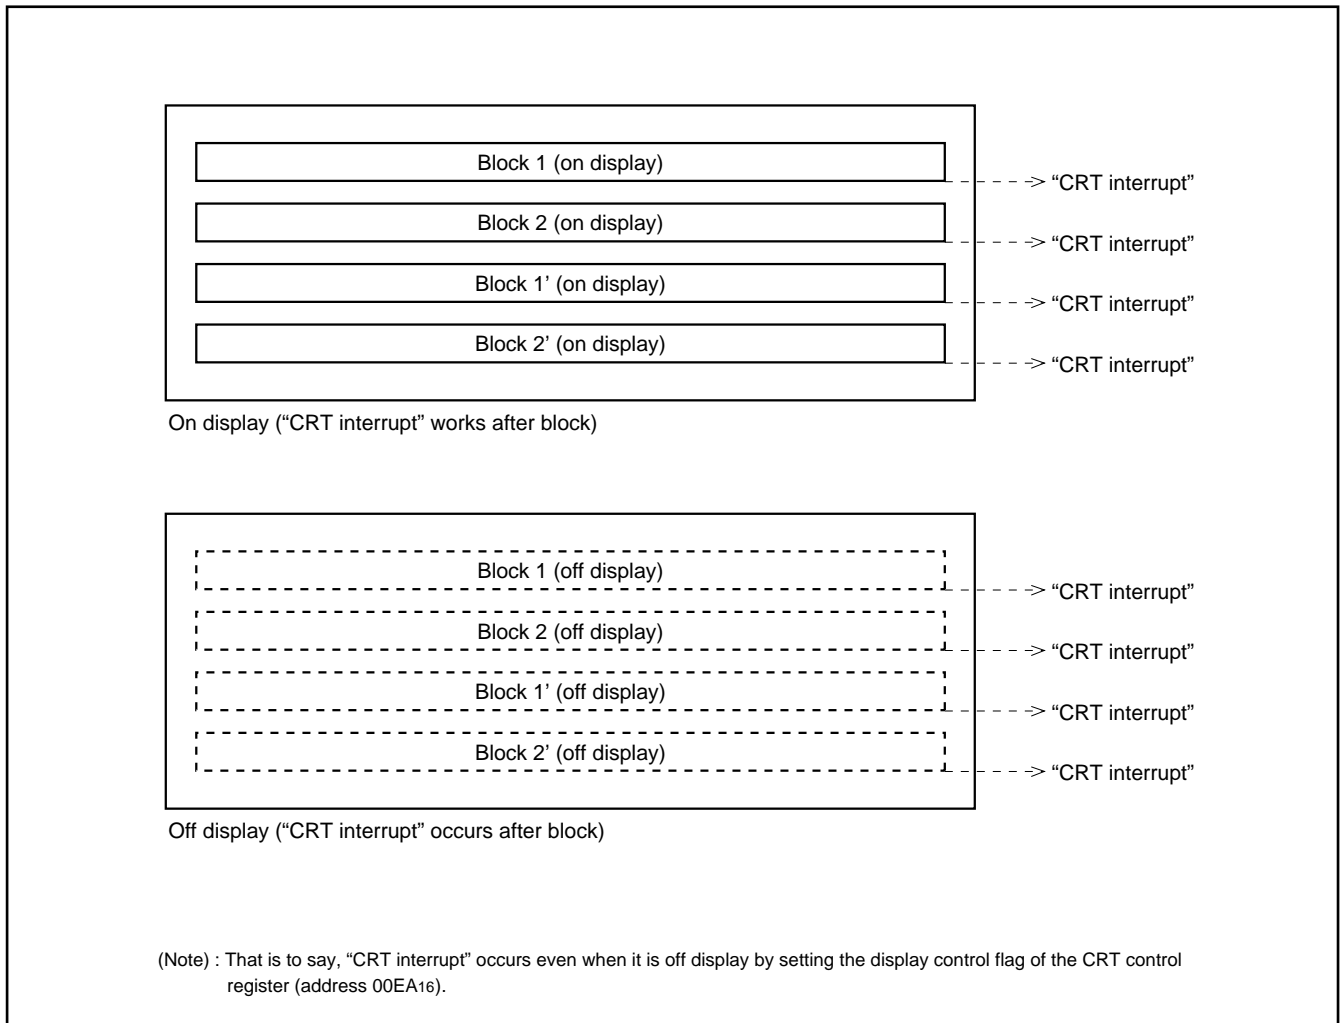 Block 1 (on display)
“CRT interrupt”
Block 2 (on display)
“CRT interrupt”
Block 1’ (on display)
“CRT interrupt”
Block 2’ (on display)
“CRT interrupt”
On display (“CRT interrupt” works after block)
Block 1 (off display)
“CRT interrupt”
Block 2 (off display)
“CRT interrupt”
Block 1’ (off display)
“CRT interrupt”
Block 2’ (off display)
“CRT interrupt”
Off display (“CRT interrupt” occurs after block)
(Note) : That is to say, “CRT interrupt” occurs even when it is off display by setting the display control flag of the CRT control
register (address 00EA16).